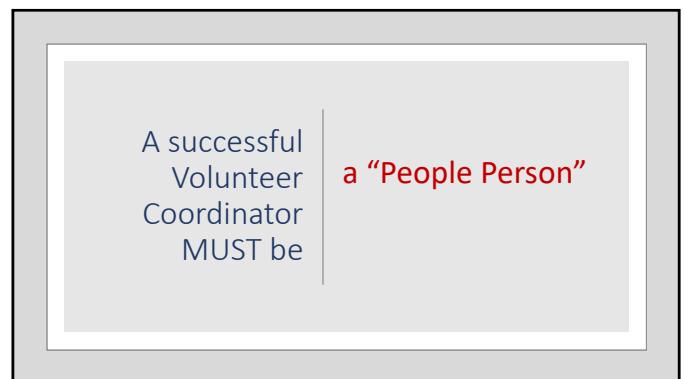 A successful
Volunteer
Coordinator
MUST be
a “People Person”